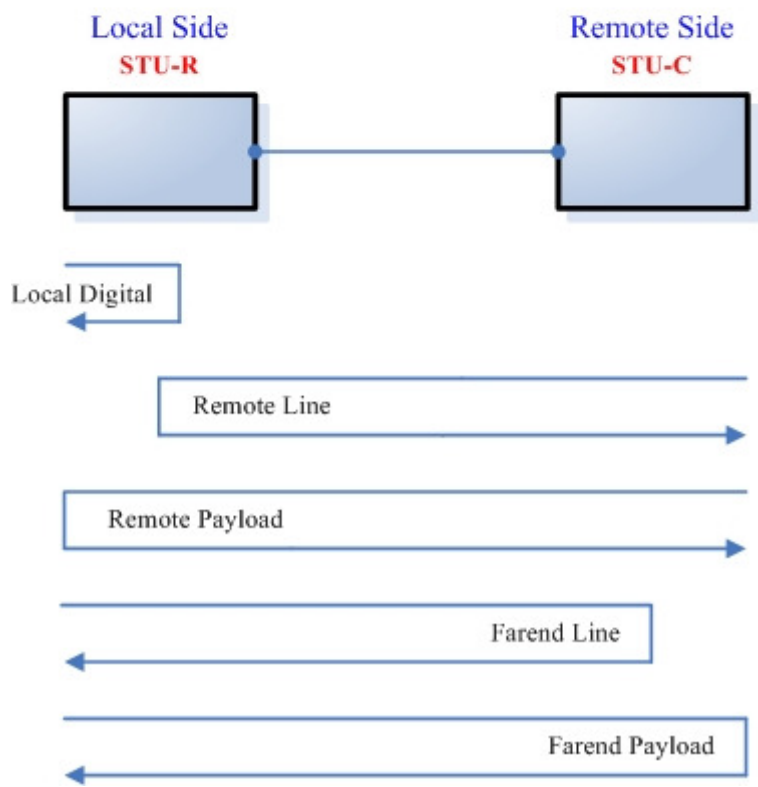 Local Side
STU-R
Remote Side
STU-C
Local Digital
Remote Line
Remote Payload
Farend Line
Farend Payload